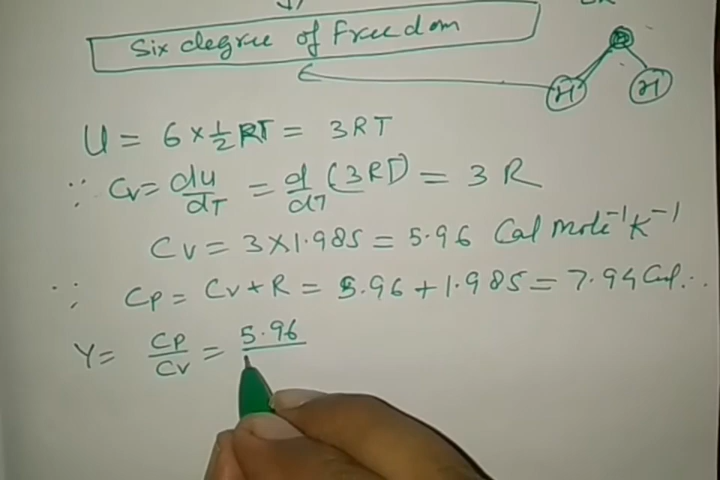 Six degree of Freedom
H H
U = 6 × 1/2 RT = 3RT
∵ Cv = du/dT = d/dT (3RT) = 3R
Cv = 3×1.985 = 5.96 Cal mole⁻¹ K⁻¹
∵ Cp = Cv + R = 5.96 + 1.985 = 7.94 Cal..
γ = Cp/Cv = 5.96